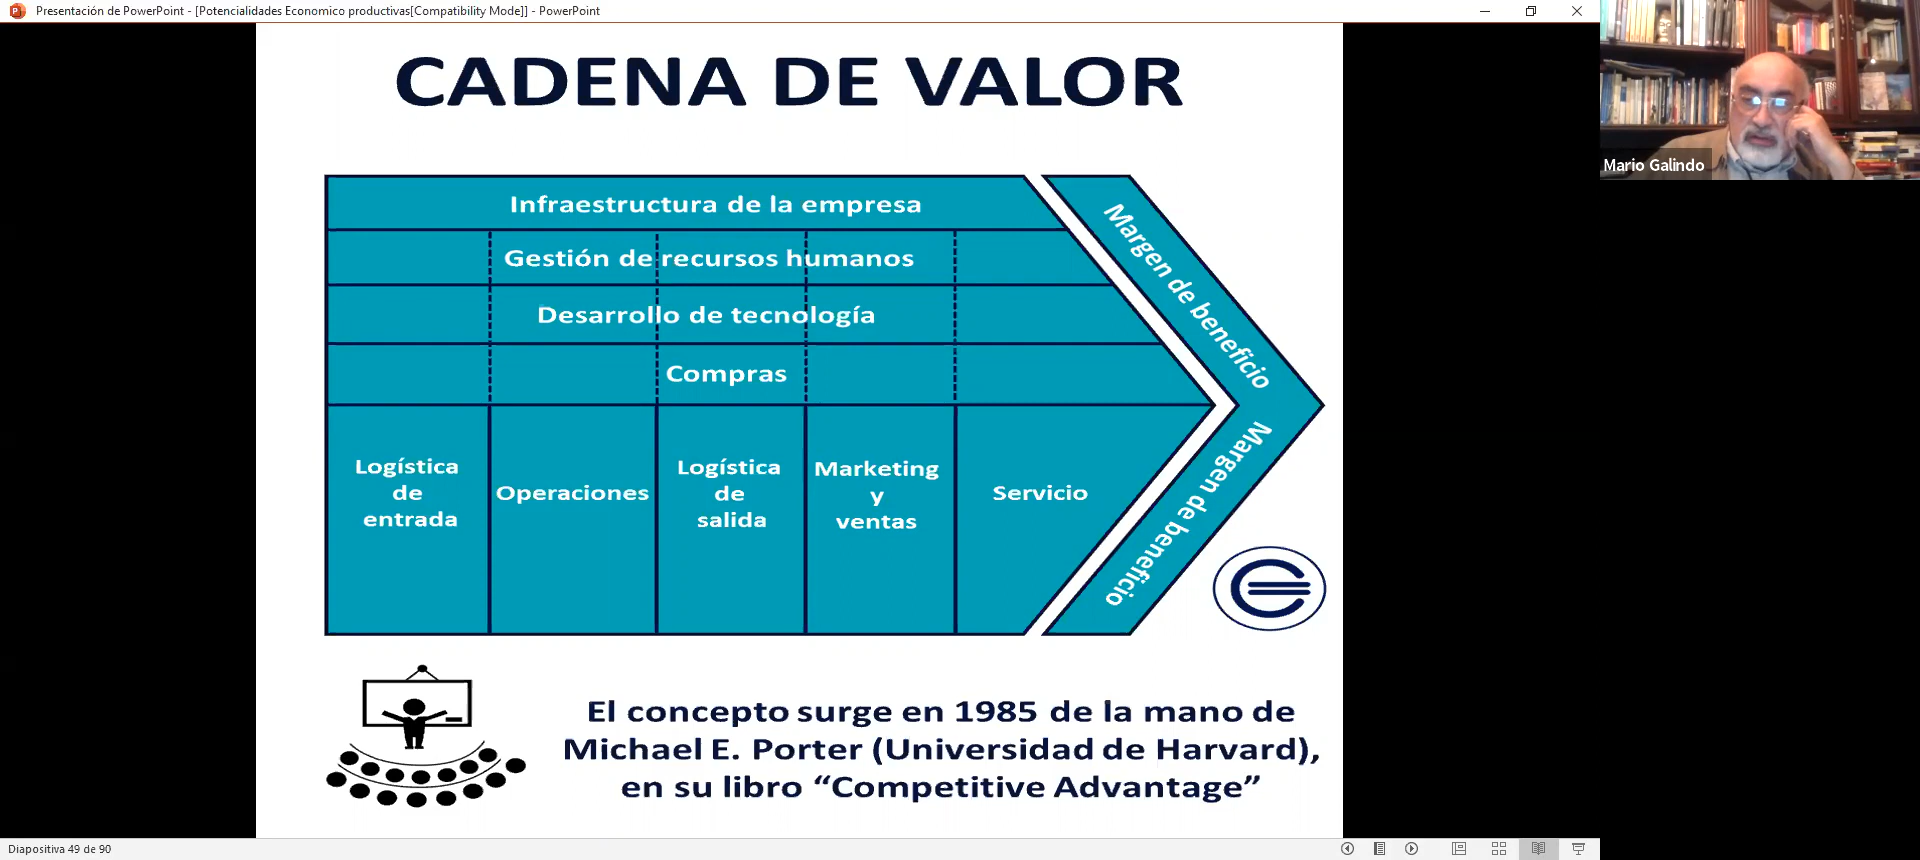 Presentación de PowerPoint - [Potencialidades Economico productivas[Compatibility Mode]] - PowerPoint
CADENA DE VALOR
Mario Galindo
Infraestructura de la empresa
Gestión de recursos humanos
Desarrollo de tecnología
Compras
Logística
de
entrada
Operaciones
Logística
de
salida
Marketing
y
ventas
Servicio
Margen de beneficio
Margen de beneficio
El concepto surge en 1985 de la mano de
Michael E. Porter (Universidad de Harvard),
en su libro “Competitive Advantage”
Diapositiva 49 de 90